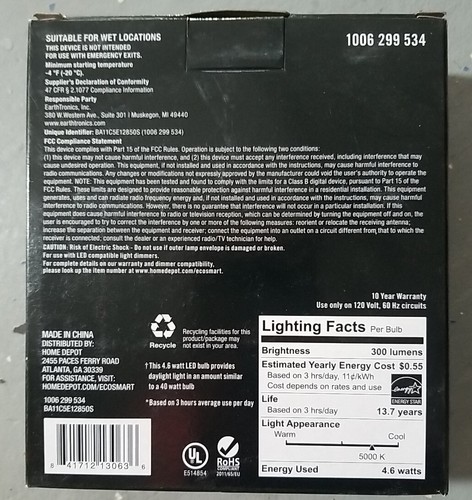 SUITABLE FOR WET LOCATIONS
THIS DEVICE IS NOT INTENDED
FOR USE WITH EMERGENCY EXITS.
Minimum starting temperature
-4 °F (-20 °C).
Supplier's Declaration of Conformity
47 CFR § 2.1077 Compliance Information
Responsible Party
EarthTronics, Inc.
380 W.Western Ave., Suite 301 I Muskegon, MI 49440
www.earthtronics.com
Unique Identifier: BA11C5E12850S (1006 299 534)
FCC Compliance Statement
This device complies with Part 15 of the FCC Rules. Operation is subject to the following two conditions:
(1) this device may not cause harmful interference, and (2) this device must accept any interference received, including interference that may
cause undesired operation. This equipment, if not installed and used in accordance with the instructions, may cause harmful interference to
radio communications. Any changes or modifications not expressly approved by the manufacturer could void the user's authority to operate the
equipment. NOTE: This equipment has been tested and found to comply with the limits for a Class B digital device, pursuant to Part 15 of the
FCC Rules. These limits are designed to provide reasonable protection against harmful interference in a residential installation. This equipment
generates, uses and can radiate radio frequency energy and, if not installed and used in accordance with the instructions, may cause harmful
interference to radio communications. However, there is no guarantee that interference will not occur in a particular installation. If this
equipment does cause harmful interference to radio or television reception, which can be determined by turning the equipment off and on, the
user is encouraged to try to correct the interference by one or more of the following measures: reorient or relocate the receiving antenna;
increase the separation between the equipment and receiver; connect the equipment into an outlet on a circuit different from that to which the
receiver is connected; consult the dealer or an experienced radio/TV technician for help.
CAUTION: Risk of Electric Shock - Do not use if outer lamp envelope is damaged or broken.
For use with LED compatible light dimmers.
For complete details on our warranty and dimmer compatibility,
please look up the item number at www.homedepot.com/ecosmart.
1006 299 534
10 Year Warranty
Use only on 120 Volt, 60 Hz circuits
MADE IN CHINA
DISTRIBUTED BY:
HOME DEPOT
2455 PACES FERRY ROAD
ATLANTA, GA 30339
FOR ASSISTANCE, VISIT:
HOMEDEPOT.COM/ECOSMART
1006 299 534
BA11C5E12850S
8 41712 13063 6
Recycle
Recycling facilities for this
product/package may
not exist in your area.
†This 4.6 watt LED bulb provides
daylight light in an amount similar
to a 40 watt bulb
*Based on 3 hours average use per day
UL
E514854
RoHS
COMPLIANT
2011/65/EU
Lighting Facts Per Bulb
Brightness 300 lumens
Estimated Yearly Energy Cost $0.55
Based on 3 hrs/day, 11¢/kWh
Cost depends on rates and use
energy
ENERGY STAR
Life
Based on 3 hrs/day 13.7 years
Light Appearance
Warm Cool
5000 K
Energy Used 4.6 watts